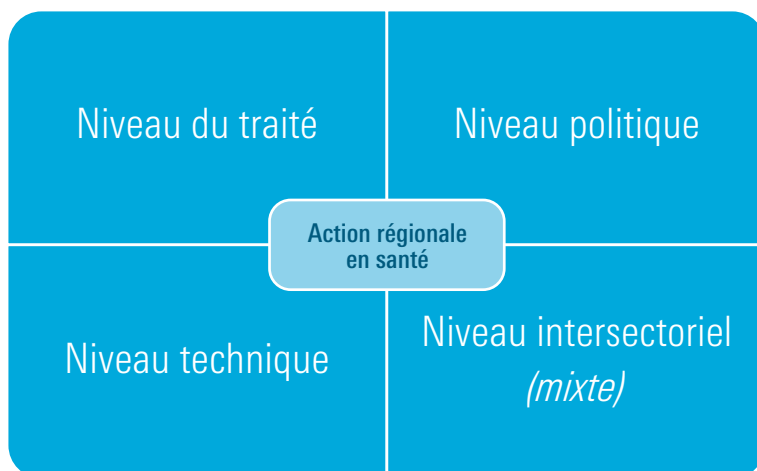 Niveau du traité
Niveau politique
Action régionale
en santé
Niveau technique
Niveau intersectoriel
(mixte)